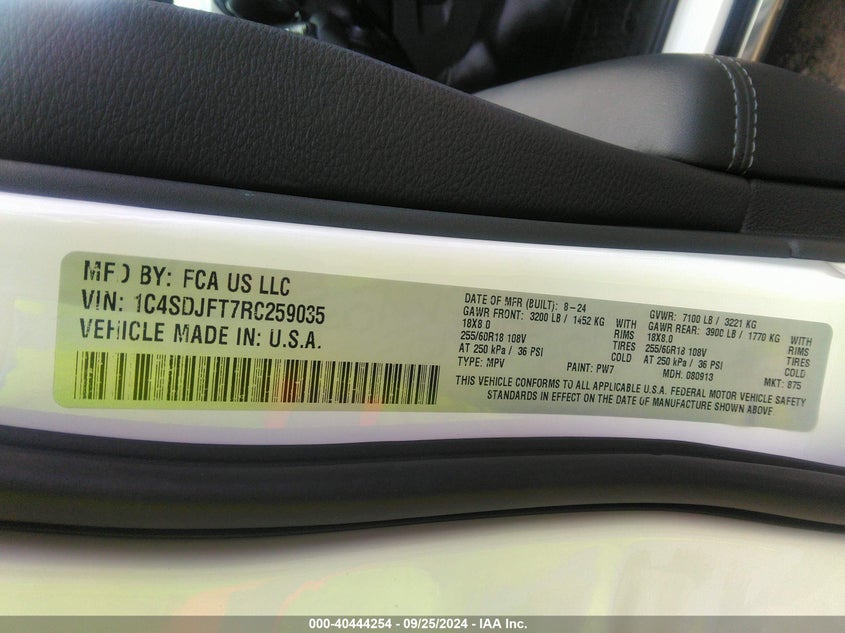 MFD BY: FCA US LLC
VIN: 1C4SDJFT7RC259035
VEHICLE MADE IN: U.S.A.
DATE OF MFR (BUILT): 8-24 GVWR: 7100 LB / 3221 KG
GAWR FRONT: 3200 LB / 1452 KG WITH GAWR REAR: 3900 LB / 1770 KG WITH
18X8.0 RIMS 18X8.0 RIMS
255/60R18 108V TIRES 255/60R18 108V TIRES
AT 250 kPa / 36 PSI COLD AT 250 kPa / 36 PSI COLD
TYPE: MPV PAINT: PW7 MDH: 080913 MKT: 875
THIS VEHICLE CONFORMS TO ALL APPLICABLE U.S.A. FEDERAL MOTOR VEHICLE SAFETY
STANDARDS IN EFFECT ON THE DATE OF MANUFACTURE SHOWN ABOVE
000-40444254 - 09/25/2024 - IAA Inc.